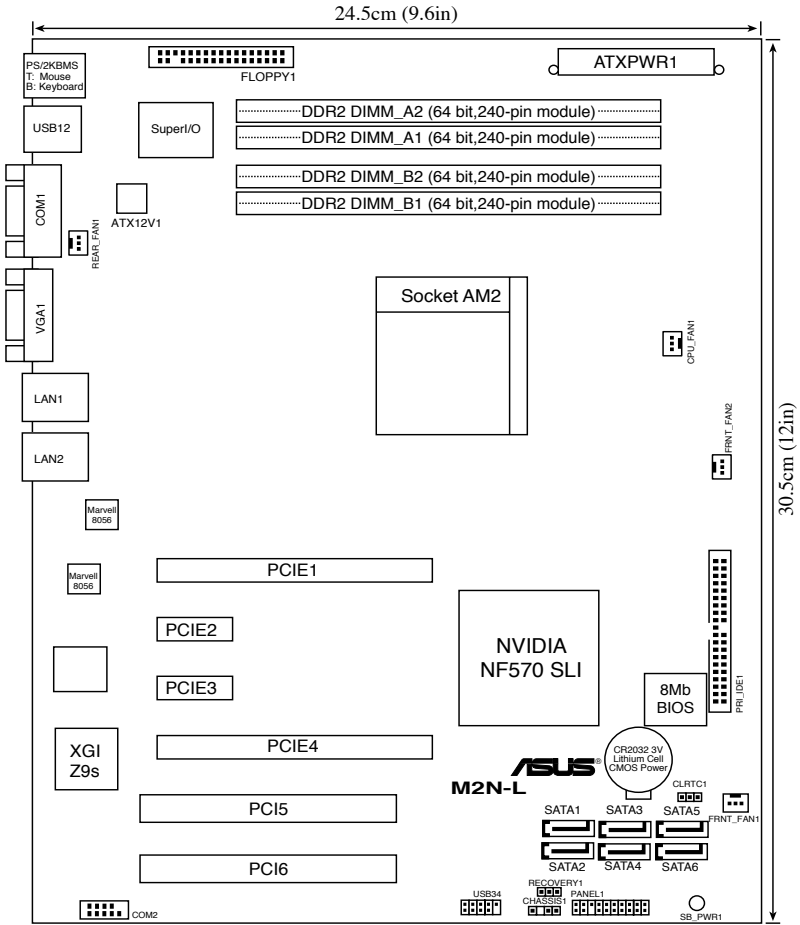 24.5cm (9.6in)
PS/2KBMS
T: Mouse
B: Keyboard
FLOPPY1
ATXPWR1
USB12
SuperI/O
DDR2 DIMM_A2 (64 bit,240-pin module)
DDR2 DIMM_A1 (64 bit,240-pin module)
DDR2 DIMM_B2 (64 bit,240-pin module)
DDR2 DIMM_B1 (64 bit,240-pin module)
COM1
ATX12V1
REAR_FAN1
VGA1
Socket AM2
CPU_FAN1
LAN1
LAN2
FRNT_FAN2
30.5cm (12in)
Marvell
8056
Marvell
8056
PCIE1
PCIE2
PCIE3
PCIE4
NVIDIA
NF570 SLI
PRI_IDE1
8Mb
BIOS
XGI
Z9s
ASUS®
M2N-L
CR2032 3V
Lithium Cell
CMOS Power
CLRTC1
PCI5
PCI6
SATA1
SATA3
SATA5
FRNT_FAN1
SATA2
SATA4
SATA6
COM2
USB34
RECOVERY1
CHASSIS1
PANEL1
SB_PWR1